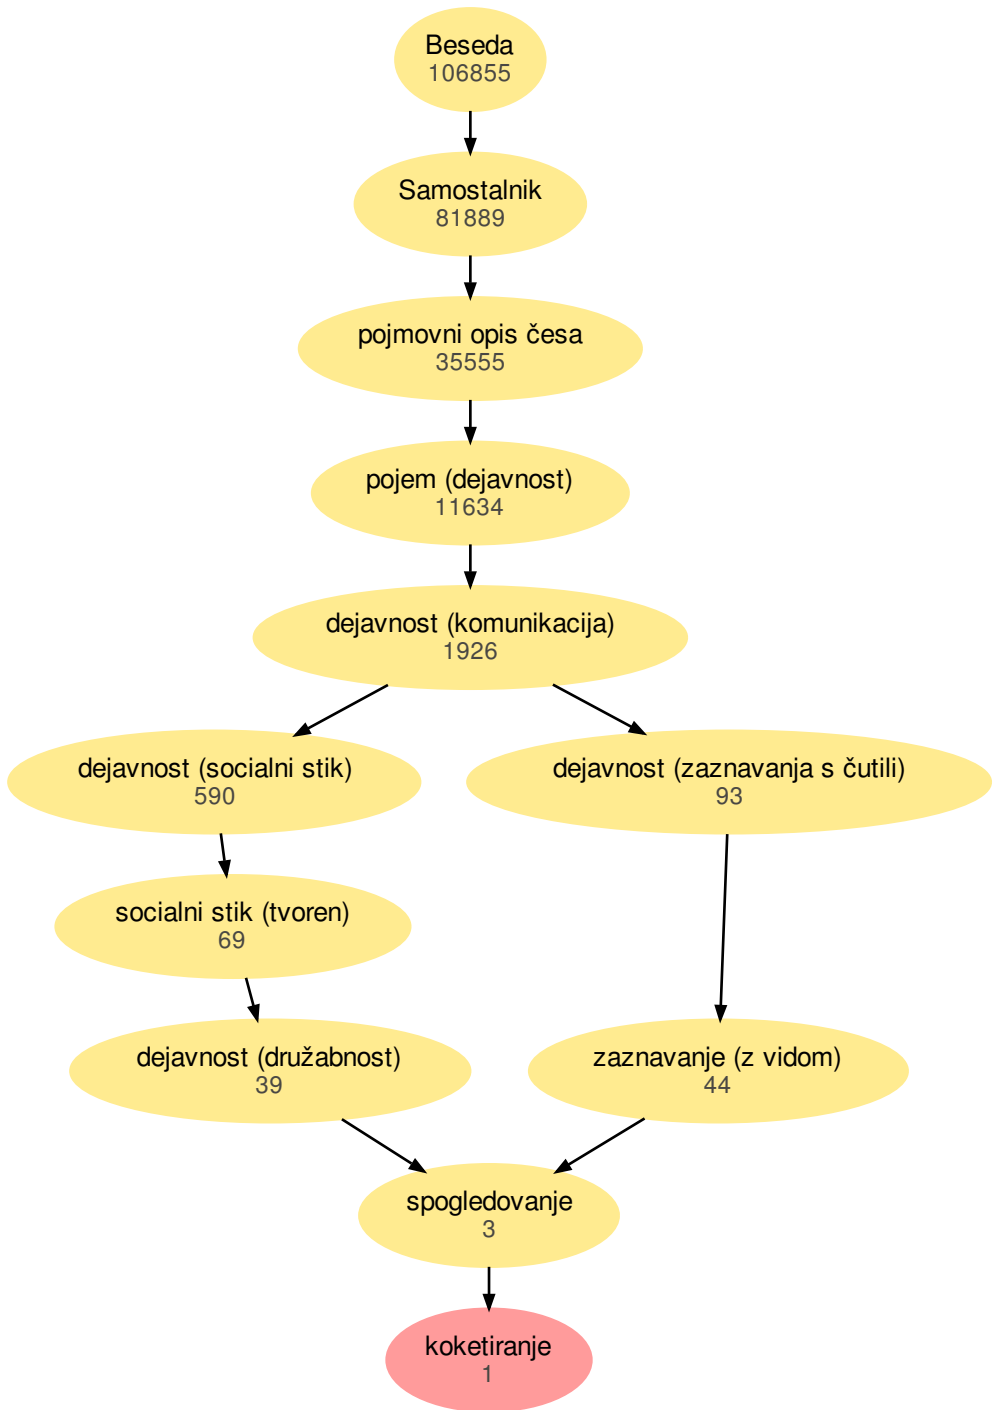 Beseda
106855
Samostalnik
81889
pojmovni opis česa
35555
pojem (dejavnost)
11634
dejavnost (komunikacija)
1926
dejavnost (socialni stik)
590
dejavnost (zaznavanja s čutili)
93
socialni stik (tvoren)
69
dejavnost (družabnost)
39
zaznavanje (z vidom)
44
spogledovanje
3
koketiranje
1